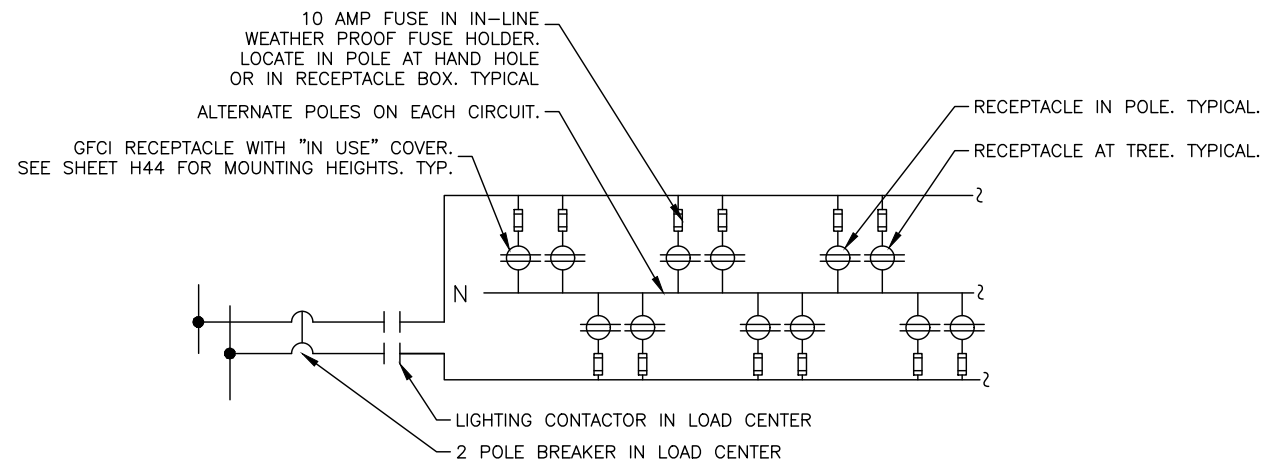 10 AMP FUSE IN IN-LINE
WEATHER PROOF FUSE HOLDER.
LOCATE IN POLE AT HAND HOLE
OR IN RECEPTACLE BOX. TYPICAL
ALTERNATE POLES ON EACH CIRCUIT.
GFCI RECEPTACLE WITH "IN USE" COVER.
SEE SHEET H44 FOR MOUNTING HEIGHTS. TYP.
RECEPTACLE IN POLE. TYPICAL.
RECEPTACLE AT TREE. TYPICAL.
N
LIGHTING CONTACTOR IN LOAD CENTER
2 POLE BREAKER IN LOAD CENTER